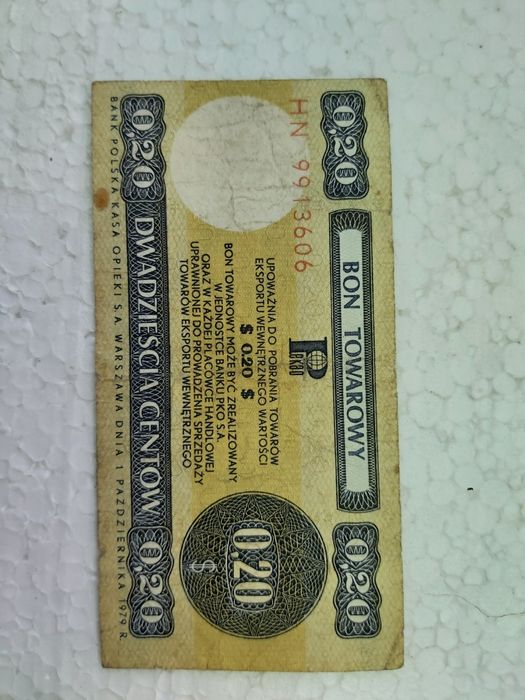 0,20
BON TOWAROWY
0,20
HN 9913606
Pekao
UPOWAŻNIA DO POBRANIA TOWARÓW
EKSPORTU WEWNĘTRZNEGO WARTOŚCI
$ 0.20 $
BON TOWAROWY MOŻE BYĆ ZREALIZOWANY
W JEDNOSTCE BANKU PKO S.A.
ORAZ W KAŻDEJ PLACÓWCE HANDLOWEJ
UPRAWNIONEJ DO PROWADZENIA SPRZEDAŻY
TOWARÓW EKSPORTU WEWNĘTRZNEGO
0,20
$
0,20
DWADZIEŚCIA CENTÓW
0,20
BANK POLSKA KASA OPIEKI S.A. WARSZAWA DNIA 1 PAŹDZIERNIKA 1979 R.